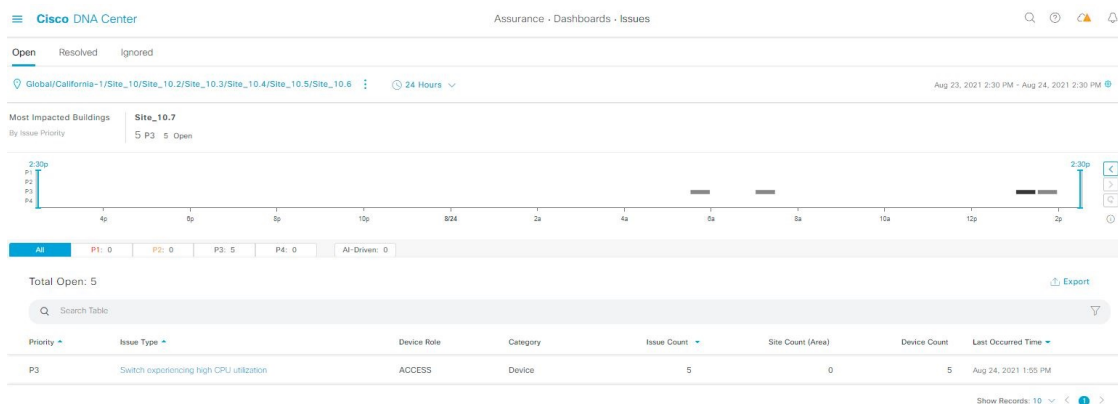 Cisco DNA Center
Assurance · Dashboards · Issues
Open Resolved Ignored
Global/California-1/Site_10/Site_10.2/Site_10.3/Site_10.4/Site_10.5/Site_10.6 24 Hours Aug 23, 2021 2:30 PM - Aug 24, 2021 2:30 PM
Most Impacted Buildings Site_10.7
By Issue Priority 5 P3 5 Open
2:30p 2:30p
P1
P2
P3
P4
4p 6p 8p 10p 8/24 2a 4a 6a 8a 10a 12p 2p
All P1: 0 P2: 0 P3: 5 P4: 0 AI-Driven: 0
Total Open: 5 Export
Search Table
Priority Issue Type Device Role Category Issue Count Site Count (Area) Device Count Last Occurred Time
P3 Switch experiencing high CPU utilization ACCESS Device 5 0 5 Aug 24, 2021 1:55 PM
Show Records: 10 1